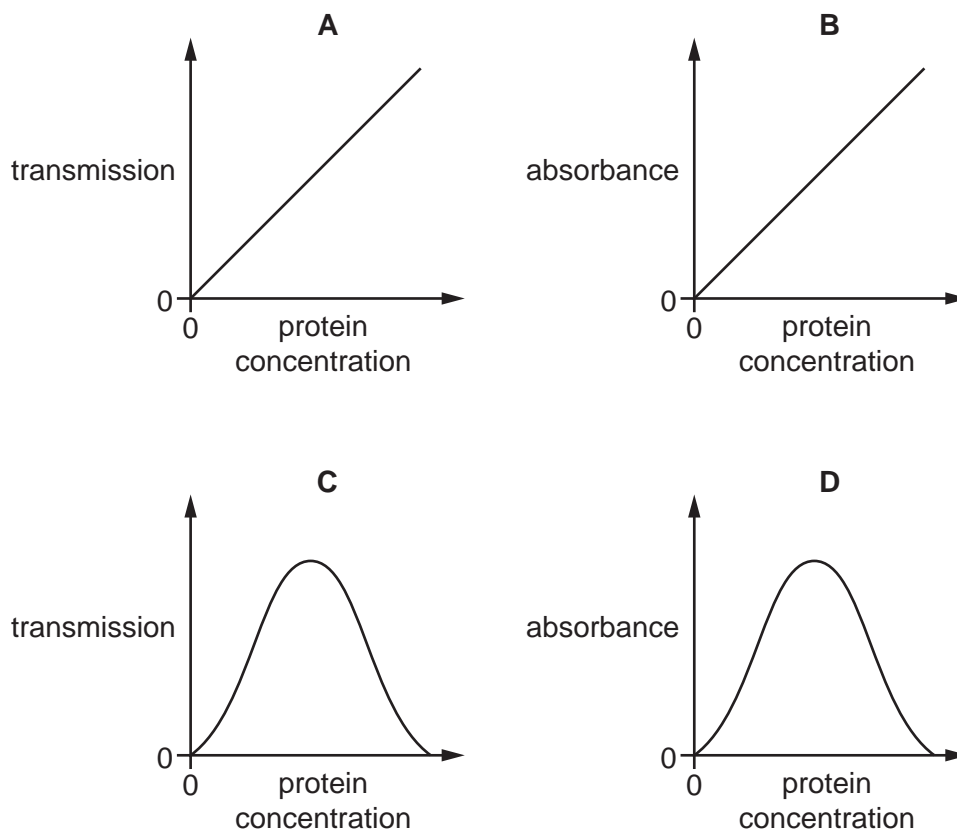 A
transmission
0
0
protein
concentration
B
absorbance
0
0
protein
concentration
C
transmission
0
0
protein
concentration
D
absorbance
0
0
protein
concentration